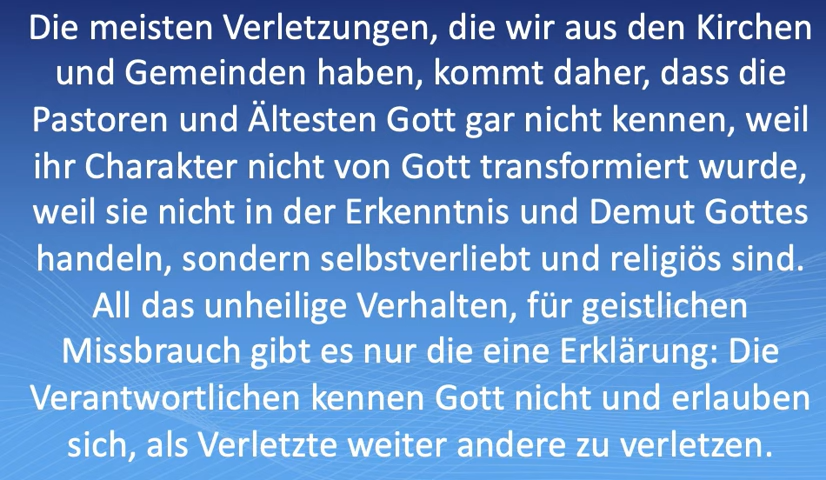 Die meisten Verletzungen, die wir aus den Kirchen
und Gemeinden haben, kommt daher, dass die
Pastoren und Ältesten Gott gar nicht kennen, weil
ihr Charakter nicht von Gott transformiert wurde,
weil sie nicht in der Erkenntnis und Demut Gottes
handeln, sondern selbstverliebt und religiös sind.
All das unheilige Verhalten, für geistlichen
Missbrauch gibt es nur die eine Erklärung: Die
Verantwortlichen kennen Gott nicht und erlauben
sich, als Verletzte weiter andere zu verletzen.